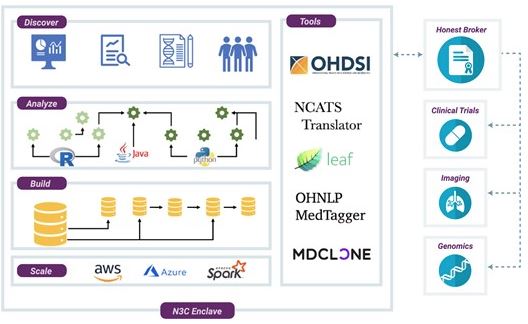 Discover
Tools
Honest Broker
OHDSI
Analyze
NCATS
Translator
Clinical Trials
R
Java
python
leaf
Build
Imaging
OHNLP
MedTagger
Genomics
MDCLONE
Scale
aws
Azure
APACHE
Spark
N3C Enclave